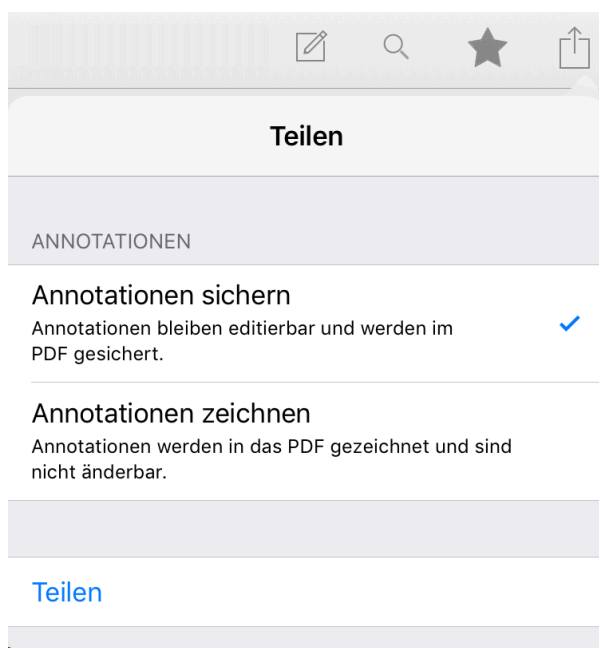 Teilen
ANNOTATIONEN
Annotationen sichern
Annotationen bleiben editierbar und werden im
PDF gesichert.
Annotationen zeichnen
Annotationen werden in das PDF gezeichnet und sind
nicht änderbar.
Teilen